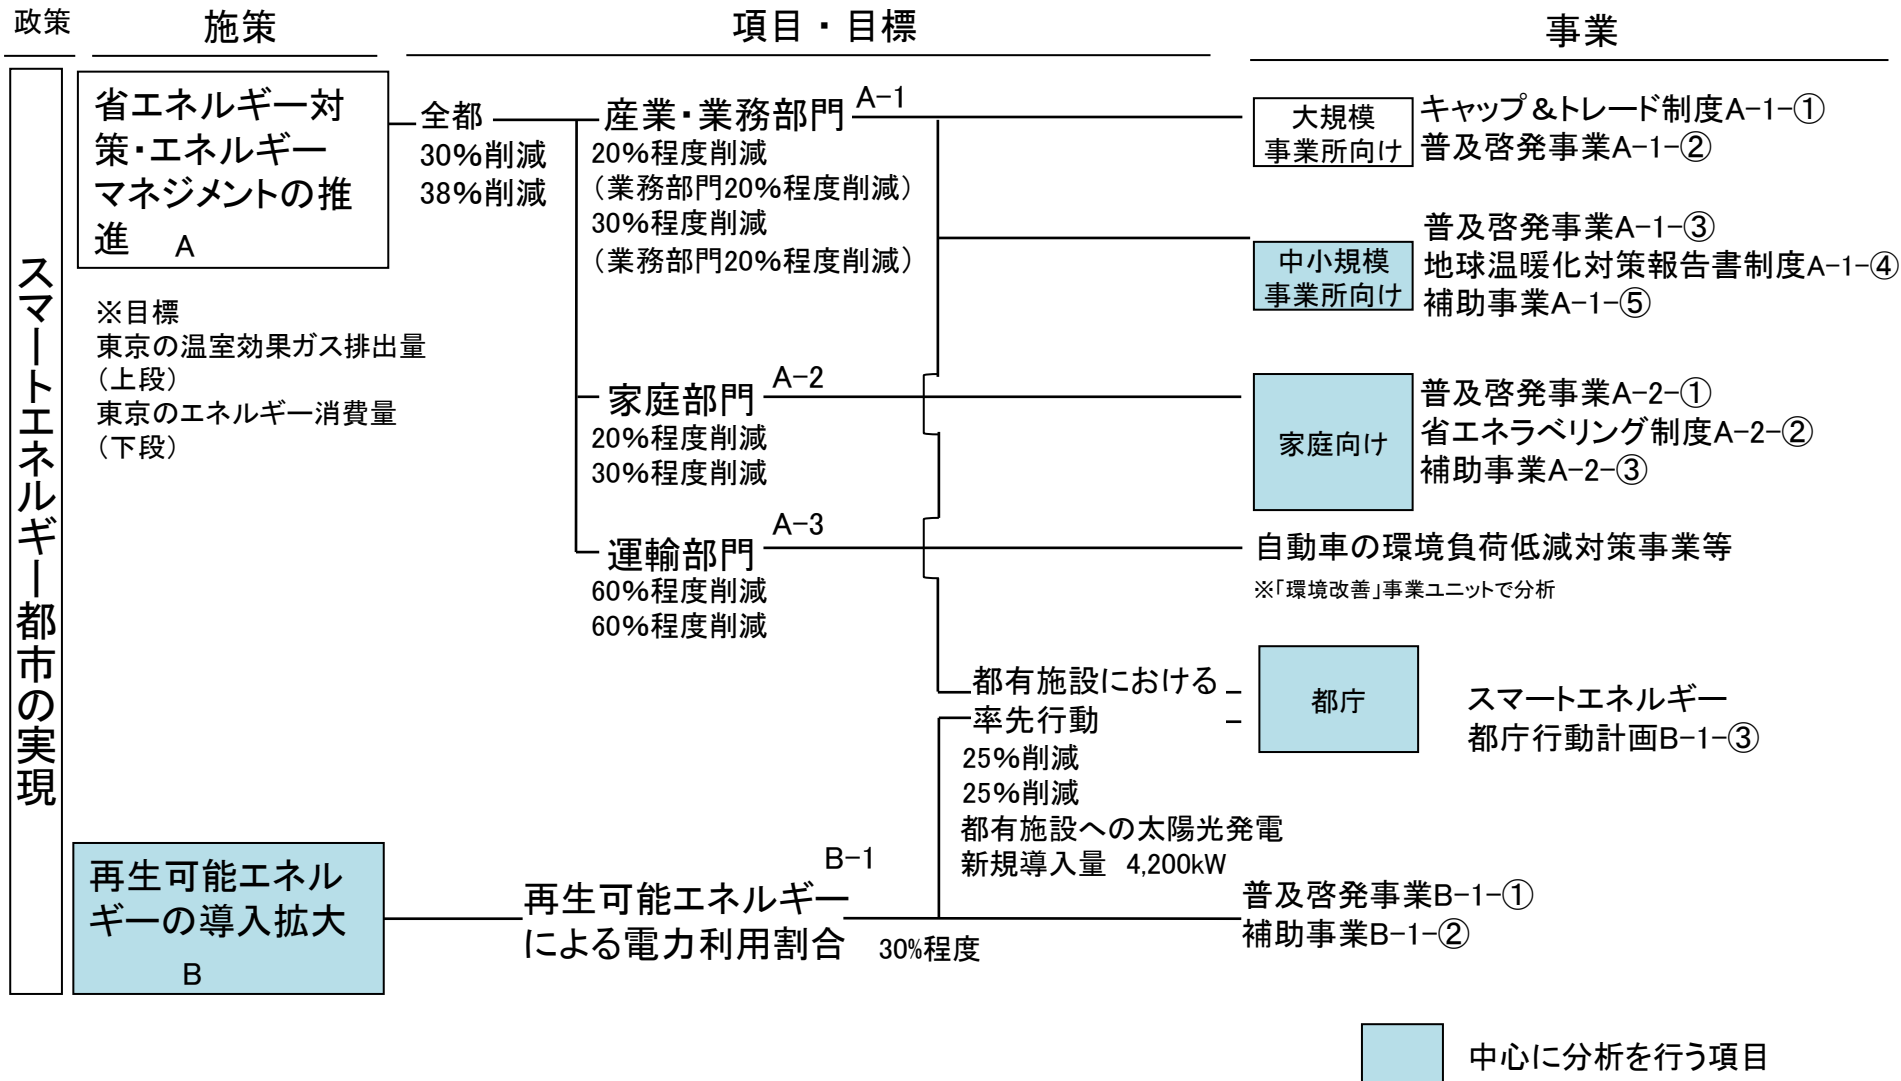 政策
施策
項目・目標
事業
スマートエネルギー都市の実現
省エネルギー対
策・エネルギー
マネジメントの推
進 A
※目標
東京の温室効果ガス排出量
（上段）
東京のエネルギー消費量
（下段）
全都
30%削減
38%削減
産業・業務部門
A-1
20%程度削減
（業務部門20%程度削減）
30%程度削減
（業務部門20%程度削減）
大規模
事業所向け
キャップ＆トレード制度A-1-①
普及啓発事業A-1-②
中小規模
事業所向け
普及啓発事業A-1-③
地球温暖化対策報告書制度A-1-④
補助事業A-1-⑤
家庭部門
A-2
20%程度削減
30%程度削減
家庭向け
普及啓発事業A-2-①
省エネラベリング制度A-2-②
補助事業A-2-③
運輸部門
A-3
60%程度削減
60%程度削減
自動車の環境負荷低減対策事業等
※「環境改善」事業ユニットで分析
都有施設における
率先行動
25%削減
25%削減
都有施設への太陽光発電
新規導入量 4,200kW
都庁
スマートエネルギー
都庁行動計画B-1-③
再生可能エネル
ギーの導入拡大
B
再生可能エネルギー
による電力利用割合
B-1
30%程度
普及啓発事業B-1-①
補助事業B-1-②
中心に分析を行う項目